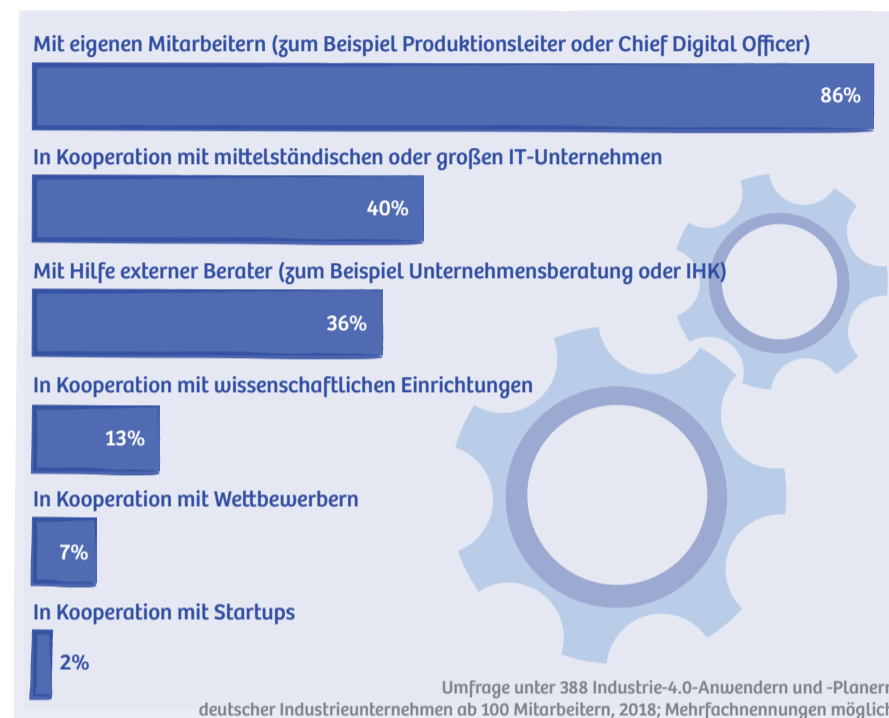 Mit eigenen Mitarbeitern (zum Beispiel Produktionsleiter oder Chief Digital Officer)
86%
In Kooperation mit mittelständischen oder großen IT-Unternehmen
40%
Mit Hilfe externer Berater (zum Beispiel Unternehmensberatung oder IHK)
36%
In Kooperation mit wissenschaftlichen Einrichtungen
13%
In Kooperation mit Wettbewerbern
7%
In Kooperation mit Startups
2%
Umfrage unter 388 Industrie-4.0-Anwendern und -Planern
deutscher Industrieunternehmen ab 100 Mitarbeitern, 2018; Mehrfachnennungen möglich